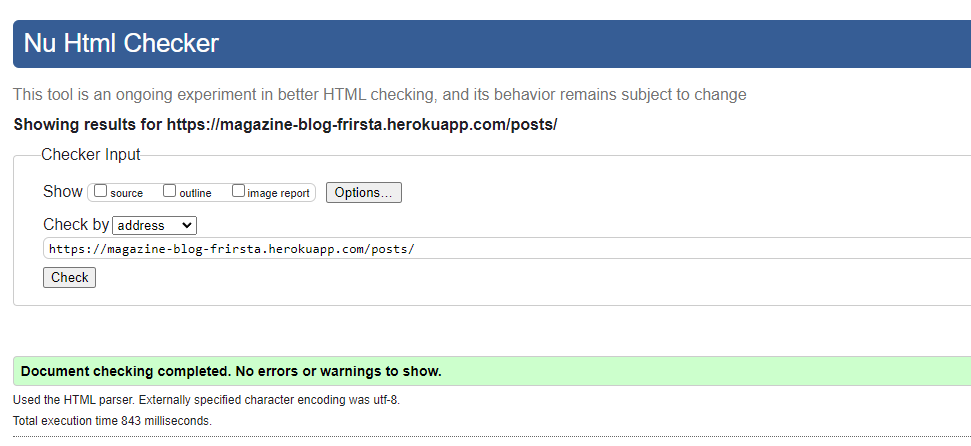 Nu Html Checker
This tool is an ongoing experiment in better HTML checking, and its behavior remains subject to change
Showing results for https://magazine-blog-frirsta.herokuapp.com/posts/
Checker Input
Show source outline image report Options...
Check by address
https://magazine-blog-frirsta.herokuapp.com/posts/
Check
Document checking completed. No errors or warnings to show.
Used the HTML parser. Externally specified character encoding was utf-8.
Total execution time 843 milliseconds.